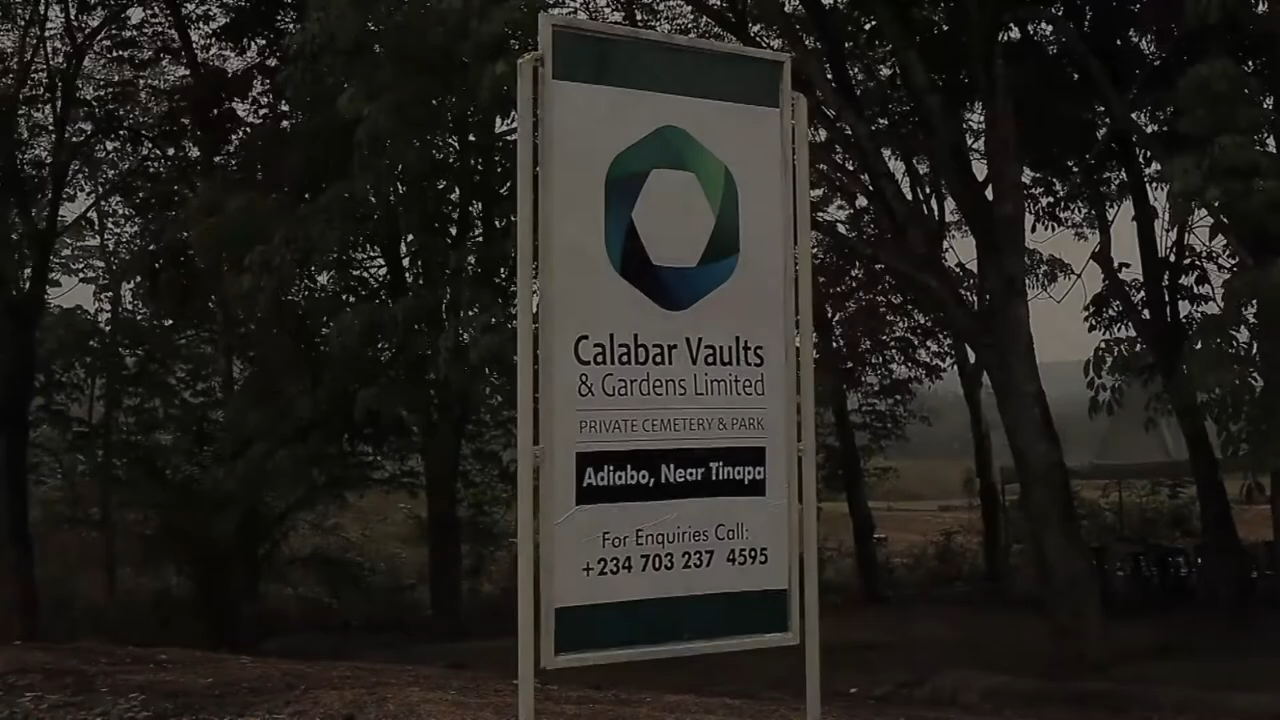 Calabar Vaults
& Gardens Limited
PRIVATE CEMETERY & PARK
Adiabo, Near Tinapa
For Enquiries Call:
+234 703 237 4595